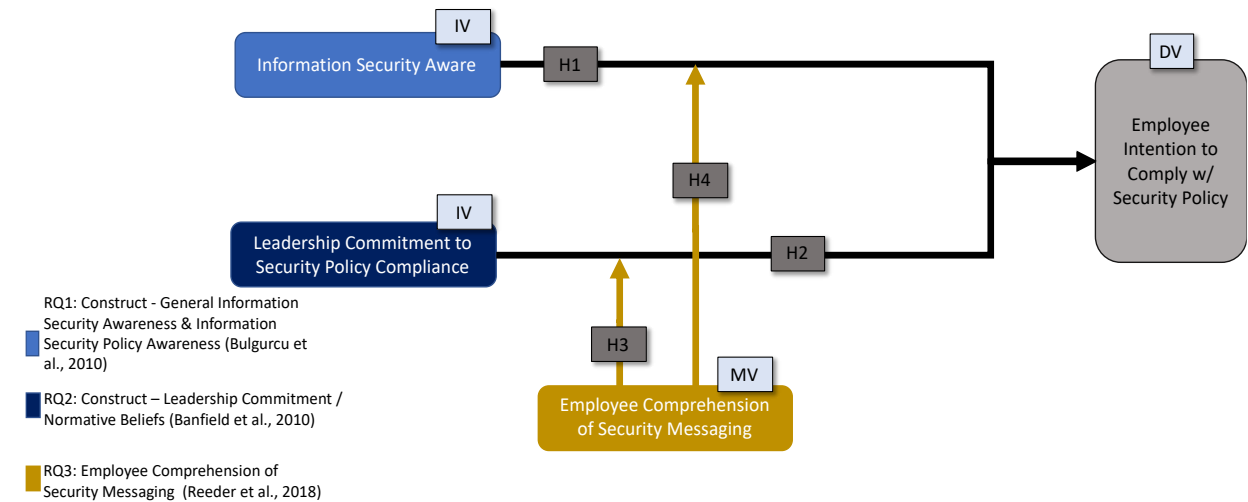 IV
Information Security Aware
H1
DV
Employee
Intention to
Comply w/
Security Policy
H4
IV
Leadership Commitment to
Security Policy Compliance
H2
H3
MV
Employee Comprehension
of Security Messaging
RQ1: Construct - General Information
Security Awareness & Information
Security Policy Awareness (Bulgurcu et
al., 2010)
RQ2: Construct – Leadership Commitment /
Normative Beliefs (Banfield et al., 2010)
RQ3: Employee Comprehension of
Security Messaging  (Reeder et al., 2018)